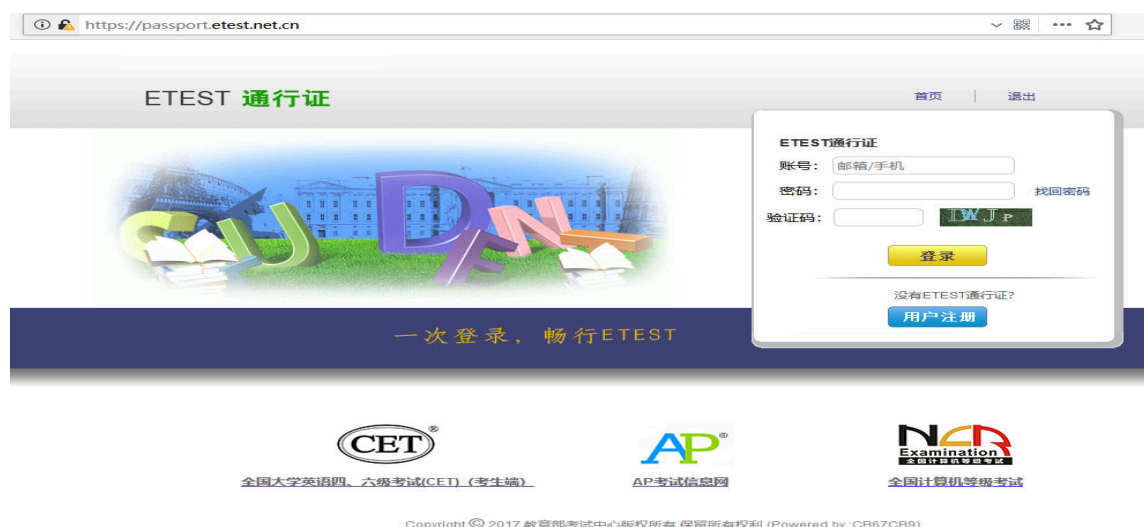 https://passport.etest.net.cn
ETEST 通行证
首页 | 退出
ETEST通行证
账号: 邮箱/手机
密码: 找回密码
验证码: IWJP
登录
没有ETEST通行证?
用户注册
一次登录，畅行ETEST
CET®
AP®
NCR
Examination
全国计算机等级考试
全国大学英语四、六级考试(CET)（考生端）
AP考试信息网
全国计算机等级考试
Copyright © 2017 教育部考试中心版权所有 保留所有权利 (Powered by :CB67CB9)